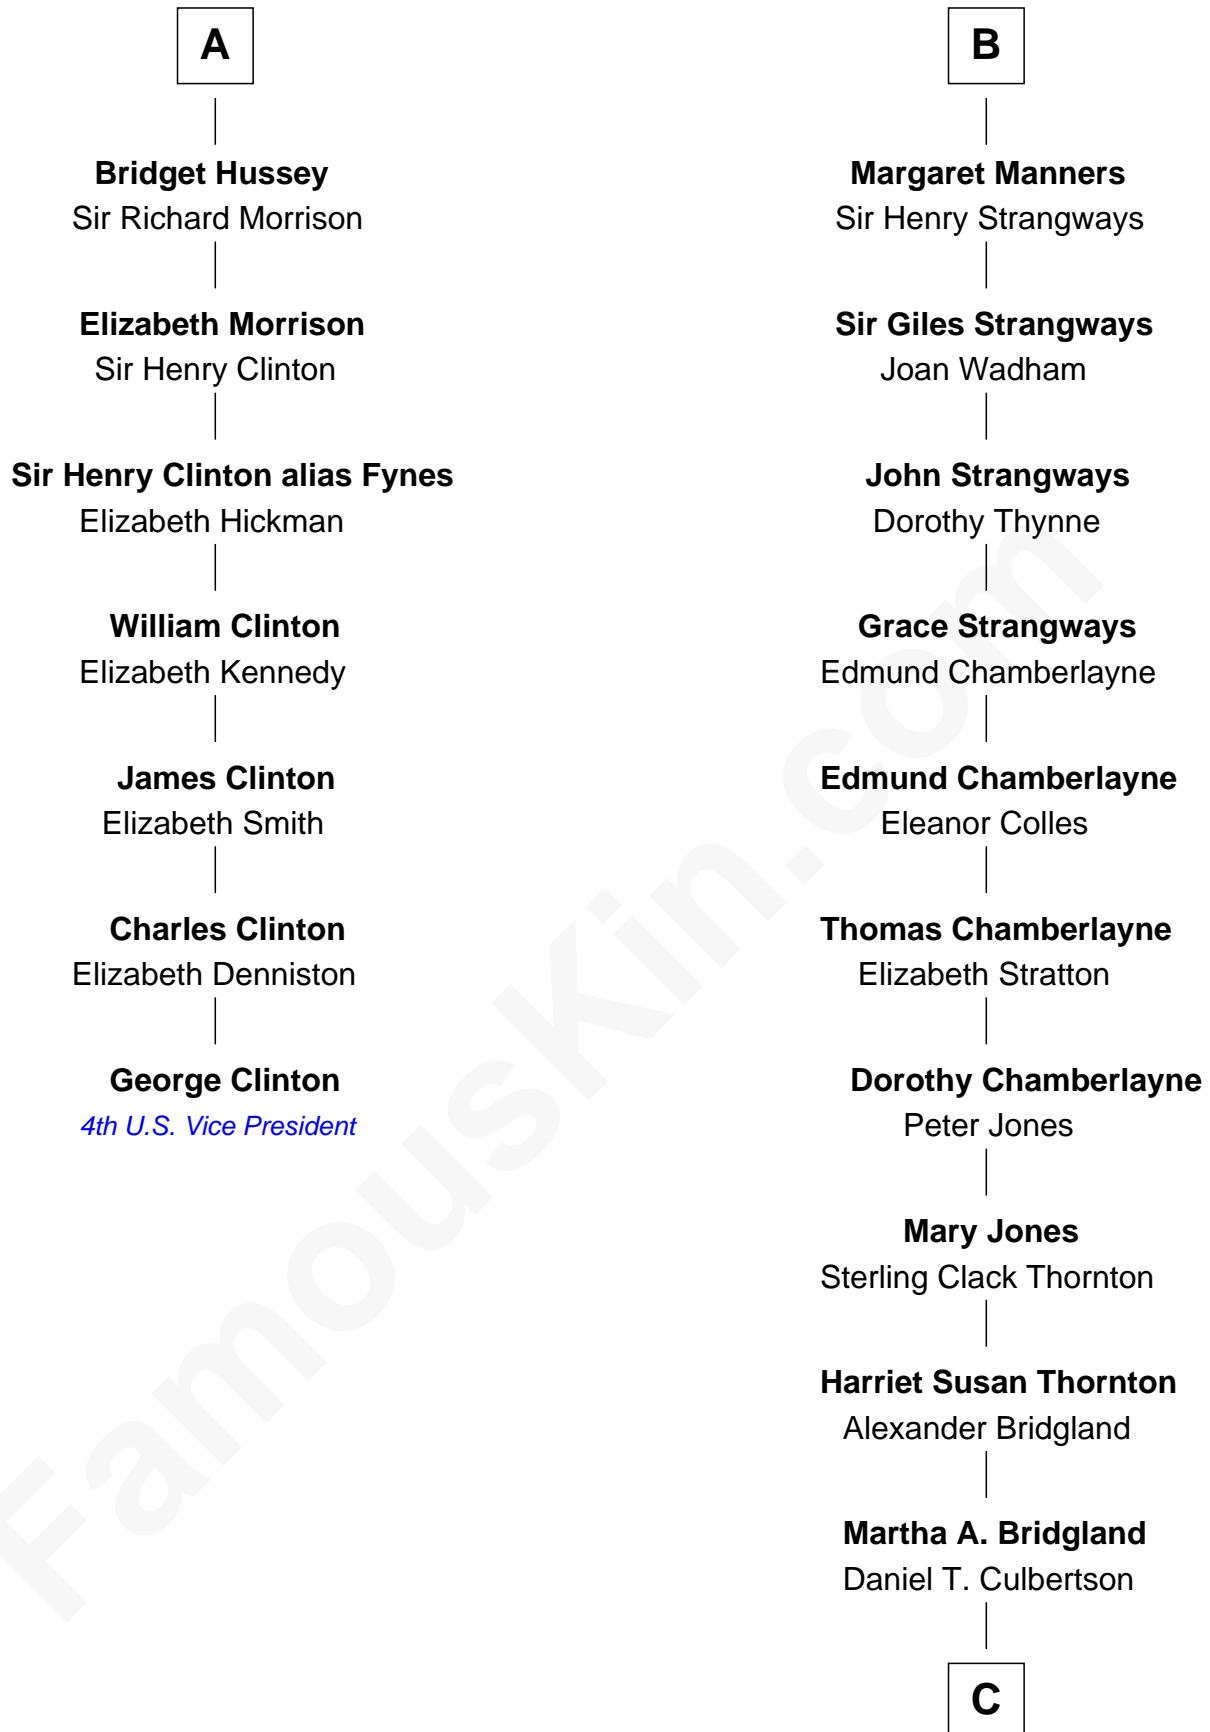 A
Bridget Hussey
Sir Richard Morrison
Elizabeth Morrison
Sir Henry Clinton
Sir Henry Clinton alias Fynes
Elizabeth Hickman
William Clinton
Elizabeth Kennedy
James Clinton
Elizabeth Smith
Charles Clinton
Elizabeth Denniston
George Clinton
4th U.S. Vice President
B
Margaret Manners
Sir Henry Strangways
Sir Giles Strangways
Joan Wadham
John Strangways
Dorothy Thynne
Grace Strangways
Edmund Chamberlayne
Edmund Chamberlayne
Eleanor Colles
Thomas Chamberlayne
Elizabeth Stratton
Dorothy Chamberlayne
Peter Jones
Mary Jones
Sterling Clack Thornton
Harriet Susan Thornton
Alexander Bridgland
Martha A. Bridgland
Daniel T. Culbertson
C
FamousKin.com